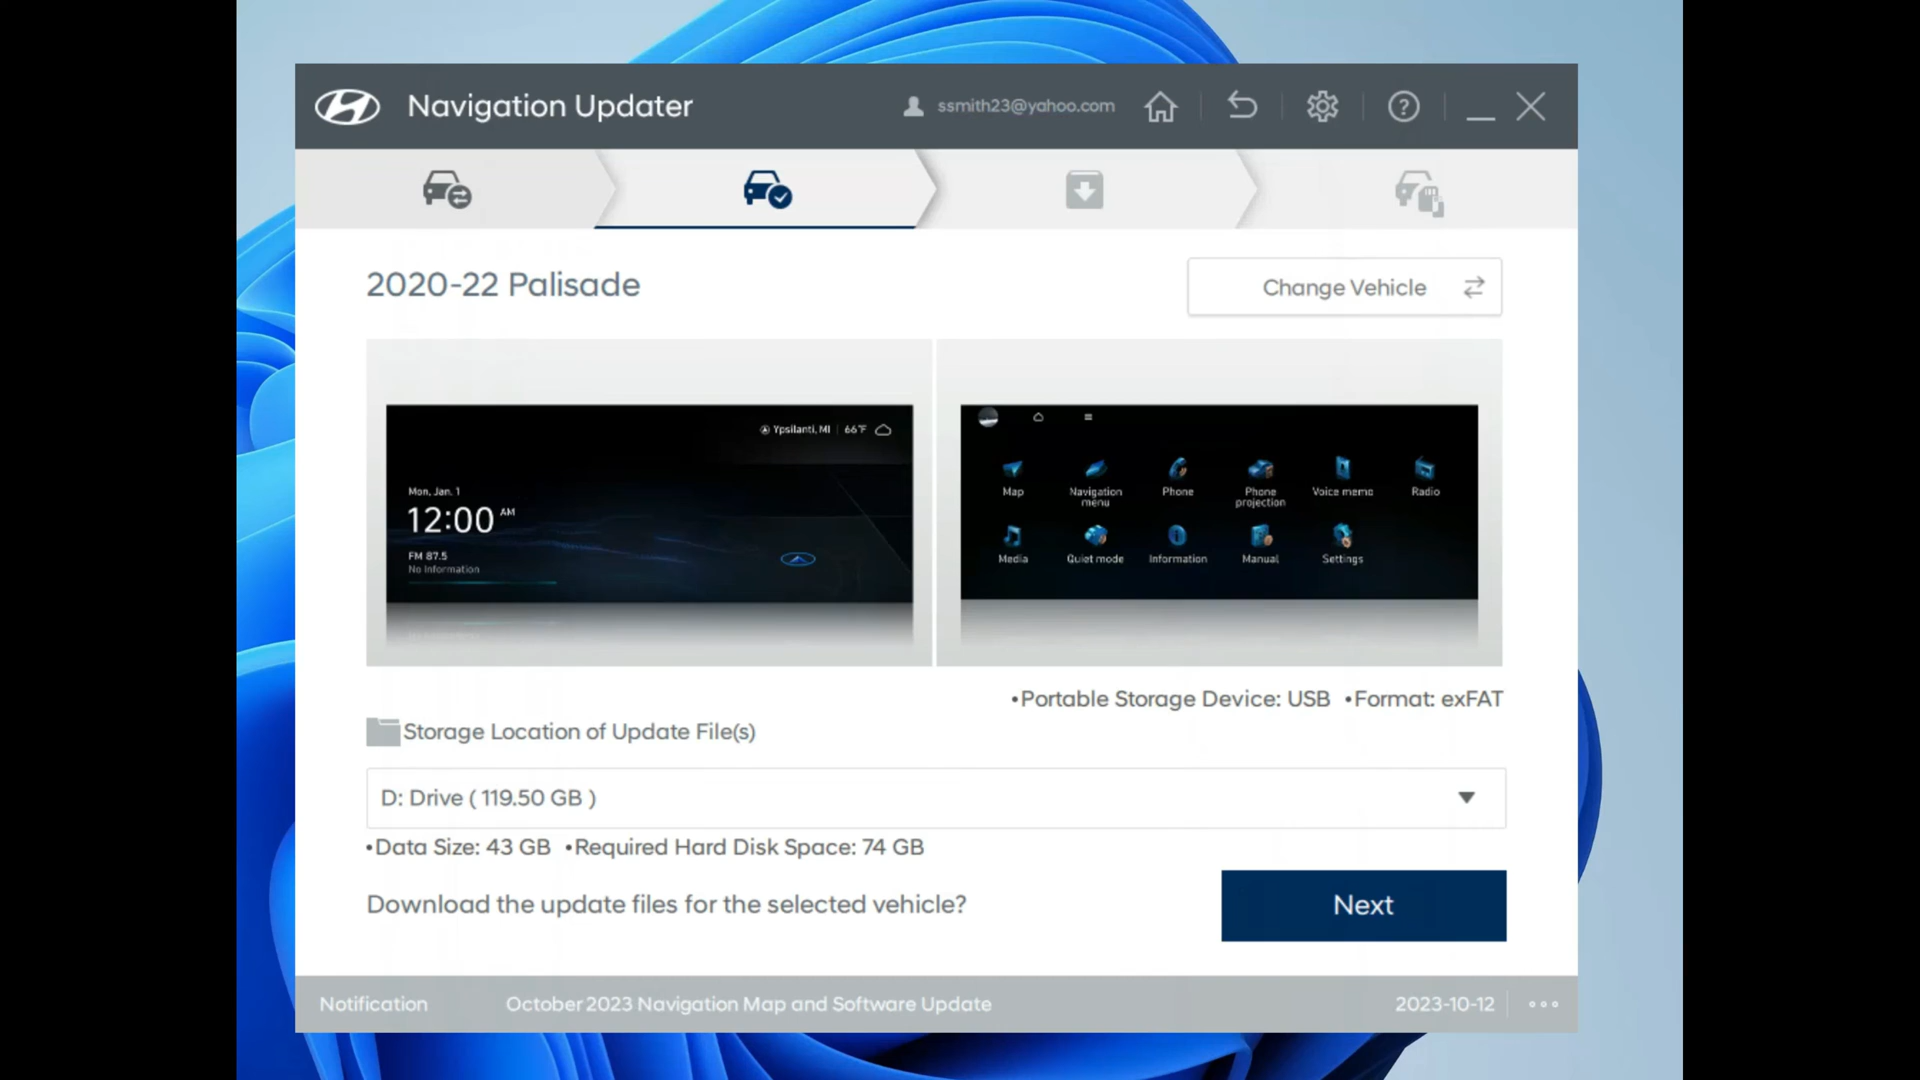 Navigation Updater
ssmith23@yahoo.com
2020-22 Palisade
Change Vehicle
Ypsilanti, MI 66°F
Mon, Jan. 1
12:00 AM
FM 87.5
No Information
Map
Navigation menu
Phone
Phone projection
Voice memo
Radio
Media
Quiet mode
Information
Manual
Settings
•Portable Storage Device: USB •Format: exFAT
Storage Location of Update File(s)
D: Drive ( 119.50 GB )
•Data Size: 43 GB •Required Hard Disk Space: 74 GB
Download the update files for the selected vehicle?
Next
Notification October 2023 Navigation Map and Software Update 2023-10-12